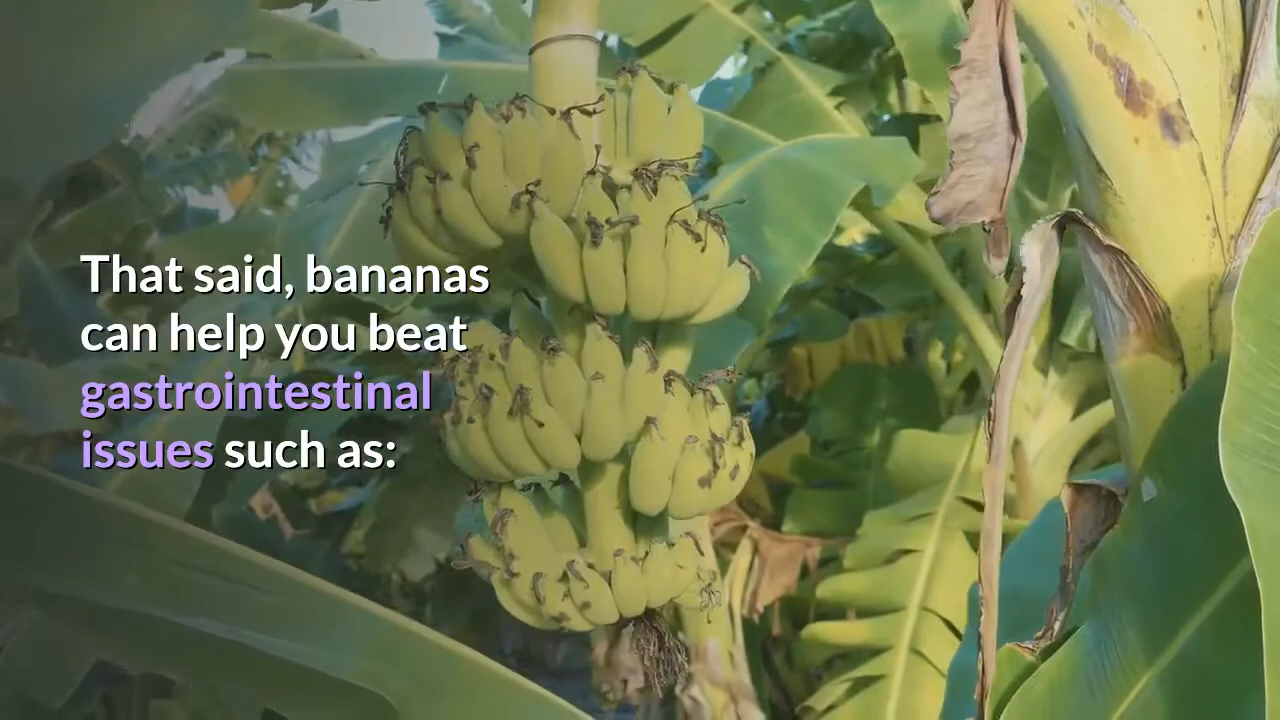 That said, bananas
can help you beat
gastrointestinal
issues such as: